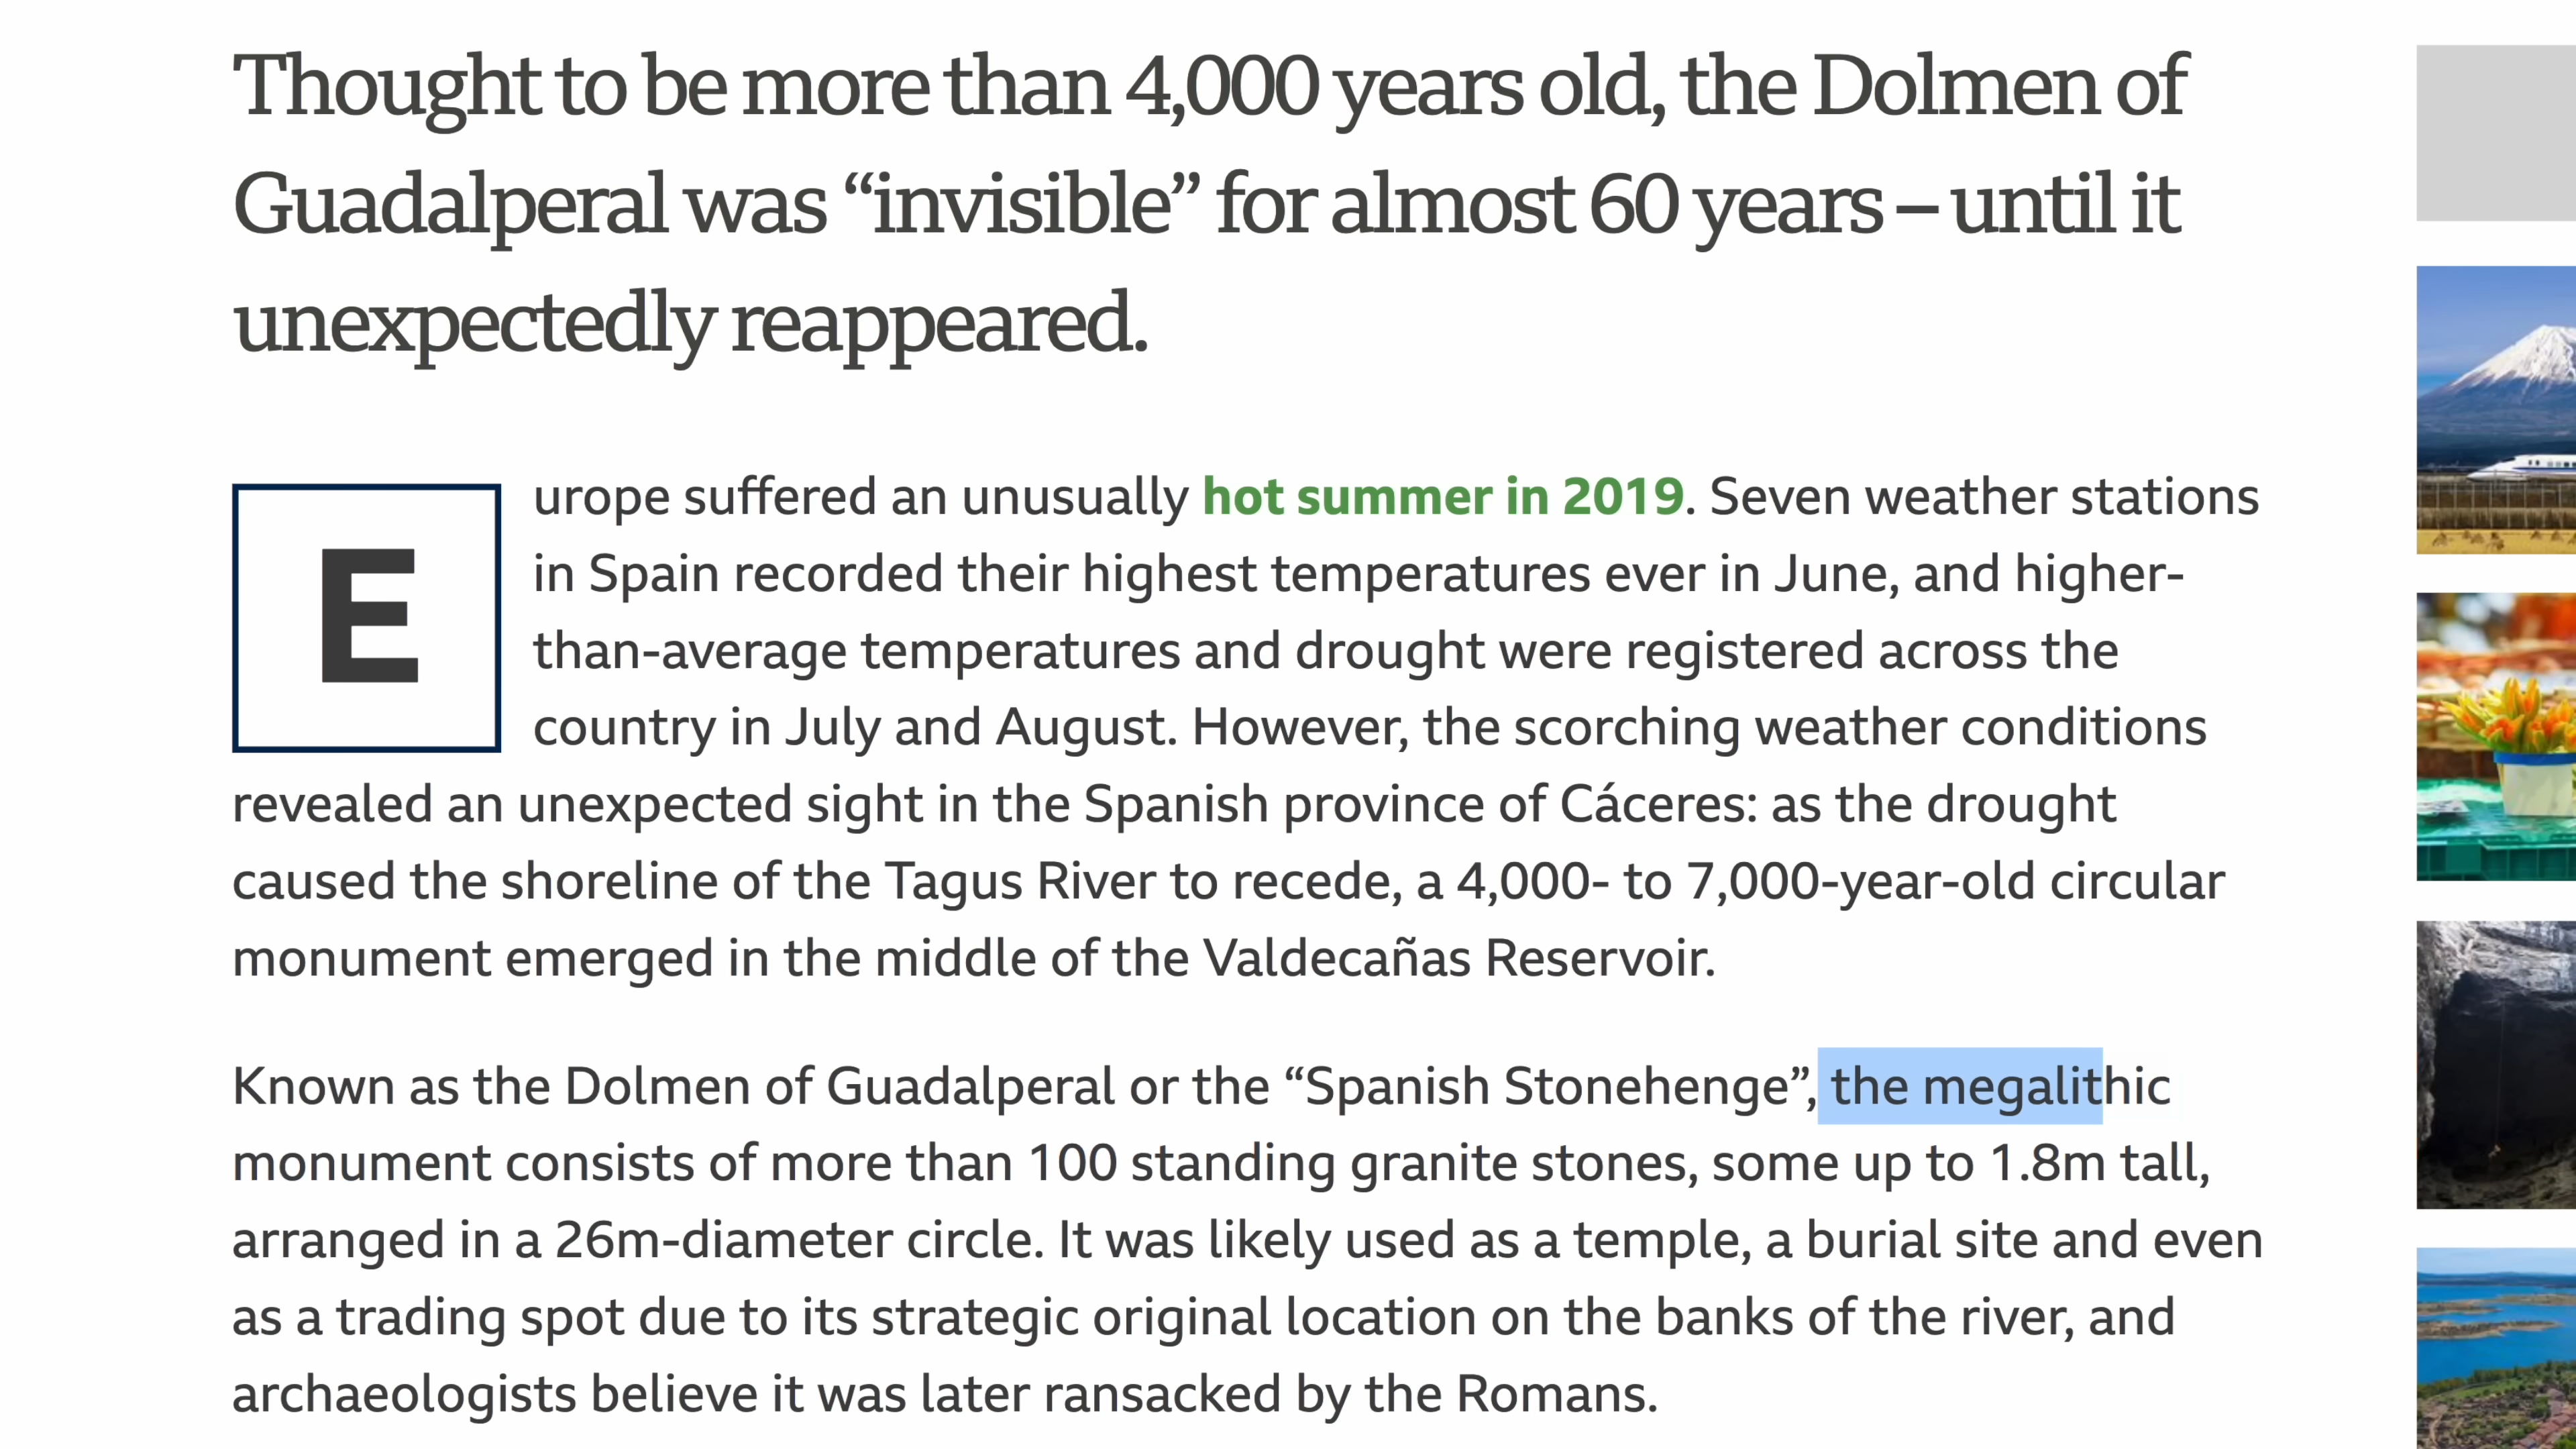 Thought to be more than 4,000 years old, the Dolmen of
Guadalperal was “invisible” for almost 60 years – until it
unexpectedly reappeared.
Europe suffered an unusually hot summer in 2019. Seven weather stations
in Spain recorded their highest temperatures ever in June, and higher-
than-average temperatures and drought were registered across the
country in July and August. However, the scorching weather conditions
revealed an unexpected sight in the Spanish province of Cáceres: as the drought
caused the shoreline of the Tagus River to recede, a 4,000- to 7,000-year-old circular
monument emerged in the middle of the Valdecañas Reservoir.
Known as the Dolmen of Guadalperal or the “Spanish Stonehenge”, the megalithic
monument consists of more than 100 standing granite stones, some up to 1.8m tall,
arranged in a 26m-diameter circle. It was likely used as a temple, a burial site and even
as a trading spot due to its strategic original location on the banks of the river, and
archaeologists believe it was later ransacked by the Romans.